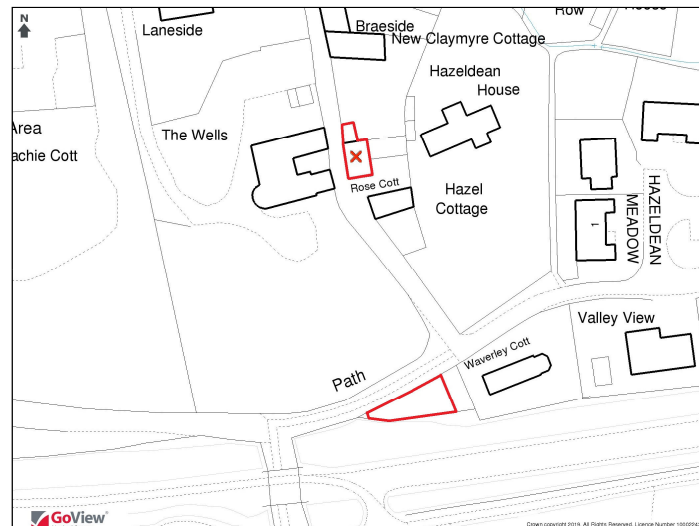 N
Laneside
Braeside
New Claymyre Cottage
Row
Hazeldean
House
Area
achie Cott
The Wells
X
Rose Cott
Hazel
Cottage
1
HAZELDEAN
MEADOW
Valley View
Waverley Cott
Path
GoView
Crown copyright 2019. All Rights Reserved. Licence Number